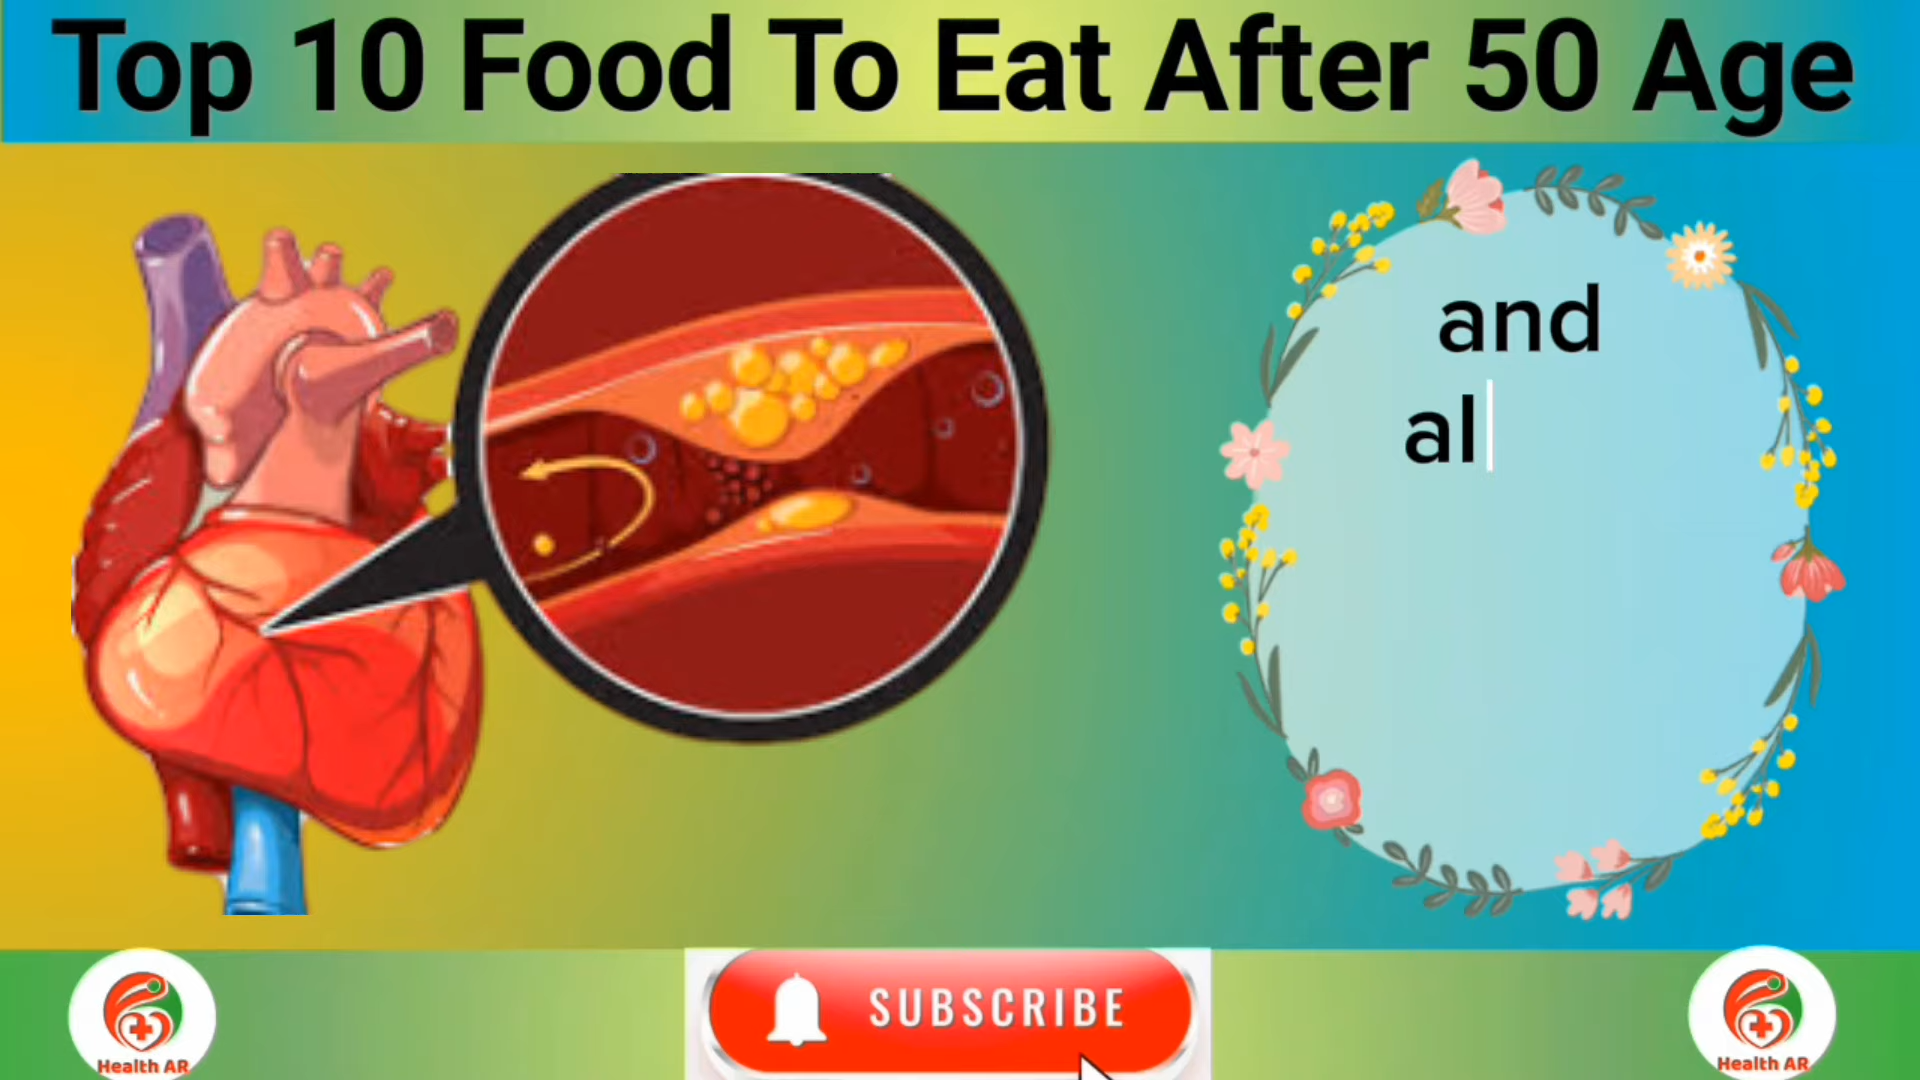 Top 10 Food To Eat After 50 Age
and
al
SUBSCRIBE
Health AR
Health AR